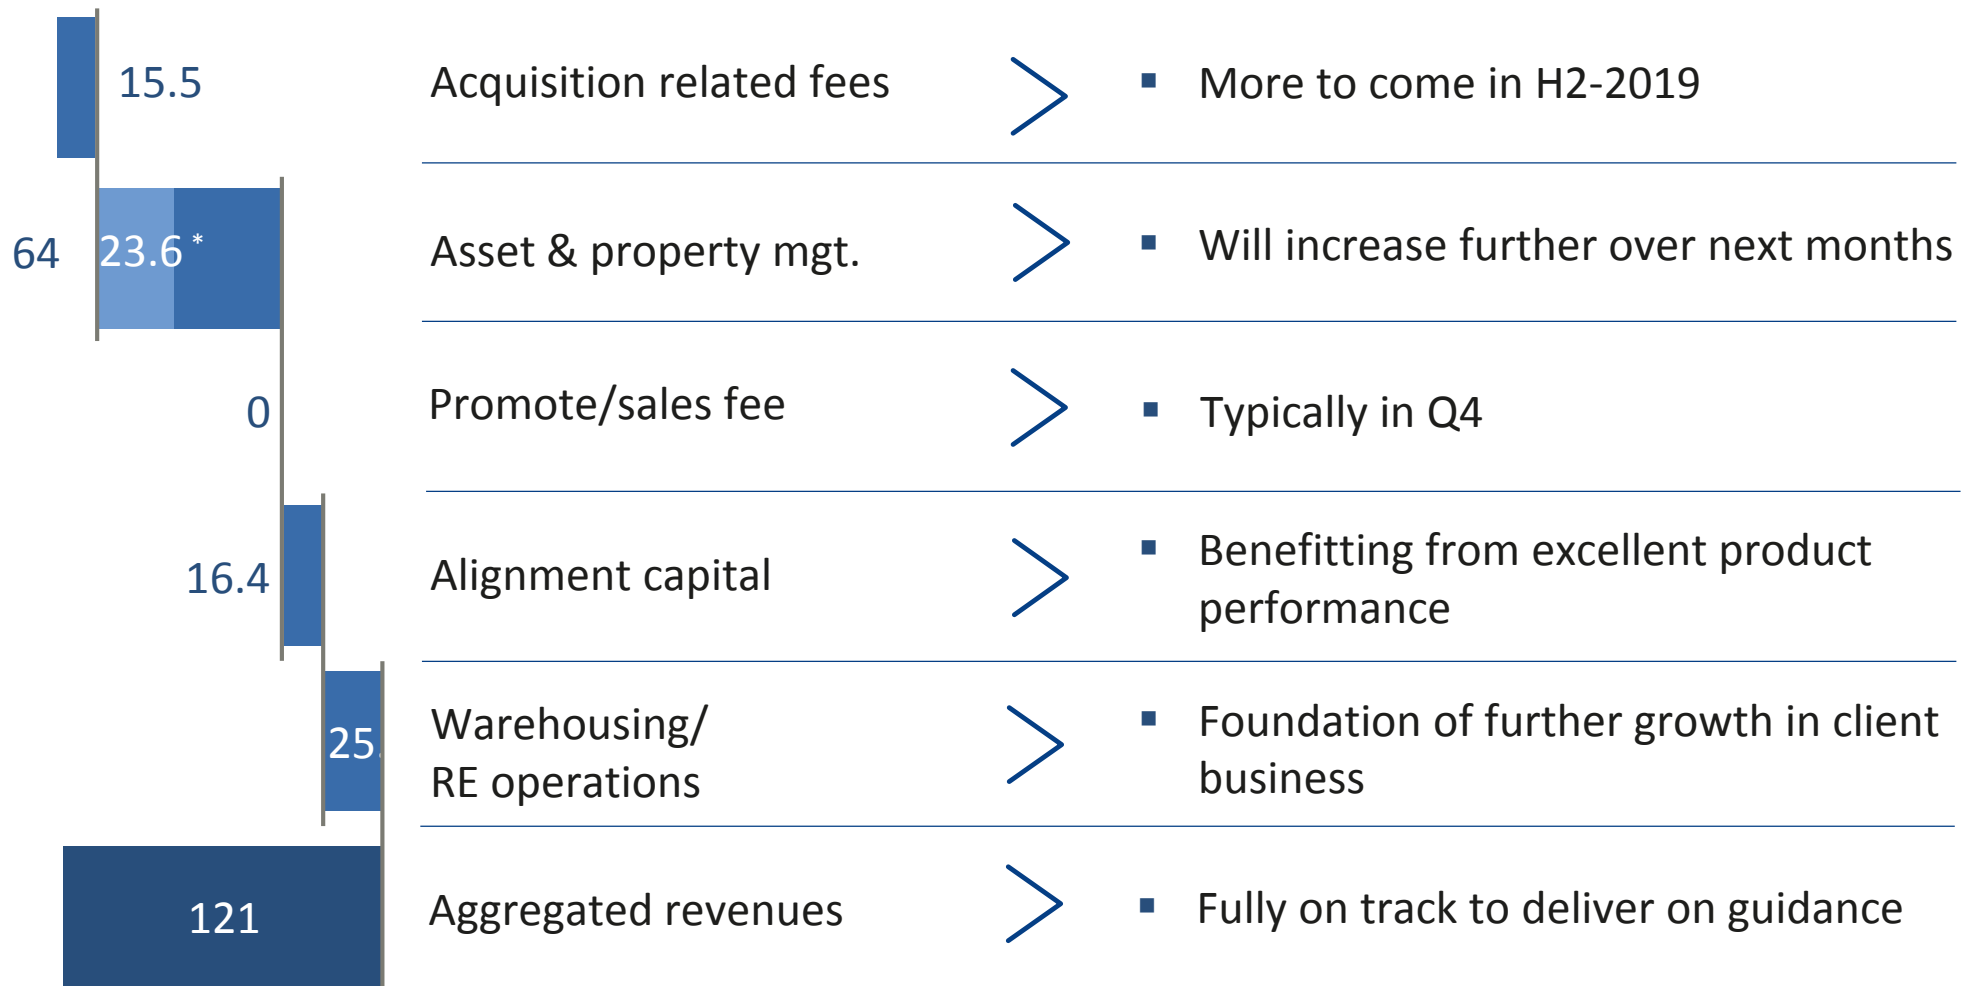 15.5 Acquisition related fees ▪ More to come in H2-2019
64 23.6 * Asset & property mgt. ▪ Will increase further over next months
0 Promote/sales fee ▪ Typically in Q4
16.4 Alignment capital ▪ Benefitting from excellent product
performance
25. Warehousing/
RE operations ▪ Foundation of further growth in client
business
121 Aggregated revenues ▪ Fully on track to deliver on guidance